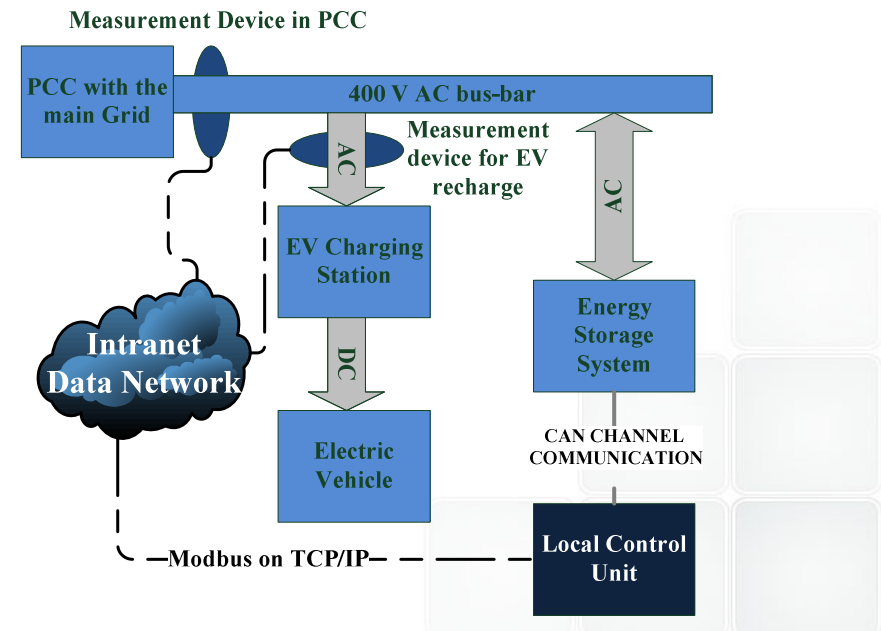 Measurement Device in PCC
PCC with the
main Grid
400 V AC bus-bar
Measurement
device for EV
recharge
AC
AC
EV Charging
Station
Energy
Storage
System
Intranet
Data Network
DC
CAN CHANNEL
COMMUNICATION
Electric
Vehicle
Local Control
Unit
Modbus on TCP/IP